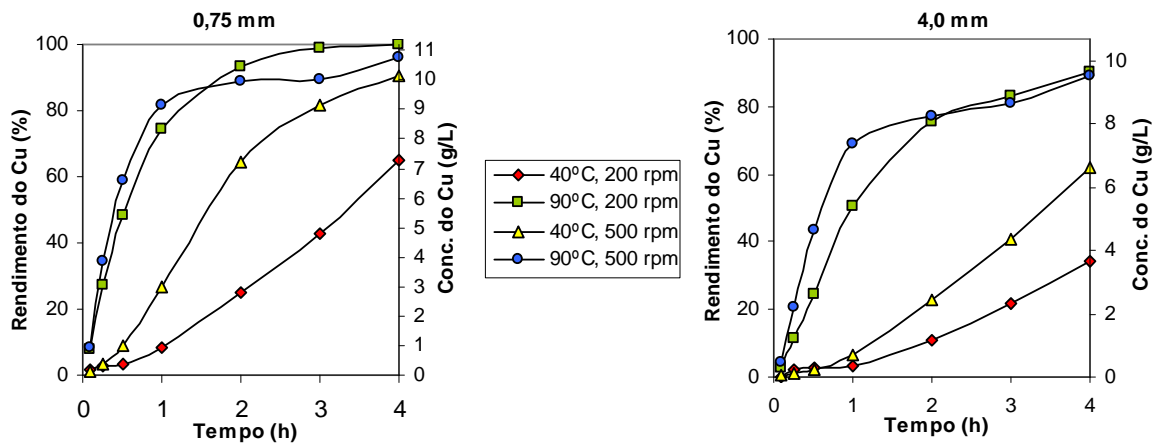 0,75 mm
Rendimento do Cu (%)
100
80
60
40
20
0
11
10
9
8
7
6
5
4
3
2
1
0
Conc. do Cu (g/L)
0 1 2 3 4
Tempo (h)
40ºC, 200 rpm
90ºC, 200 rpm
40ºC, 500 rpm
90ºC, 500 rpm
4,0 mm
Rendimento do Cu (%)
100
80
60
40
20
0
10
8
6
4
2
0
Conc. do Cu (g/L)
0 1 2 3 4
Tempo (h)